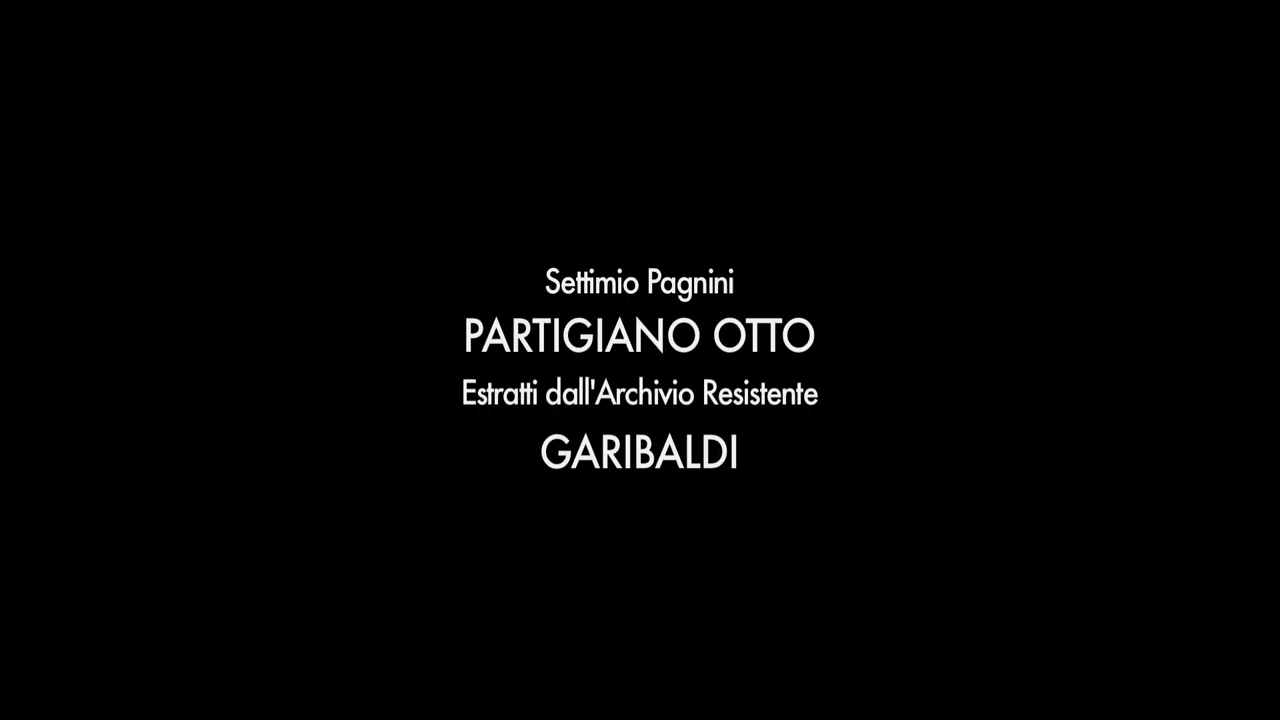 Settimio Pagnini
PARTIGIANO OTTO
Estratti dall'Archivio Resistente
GARIBALDI